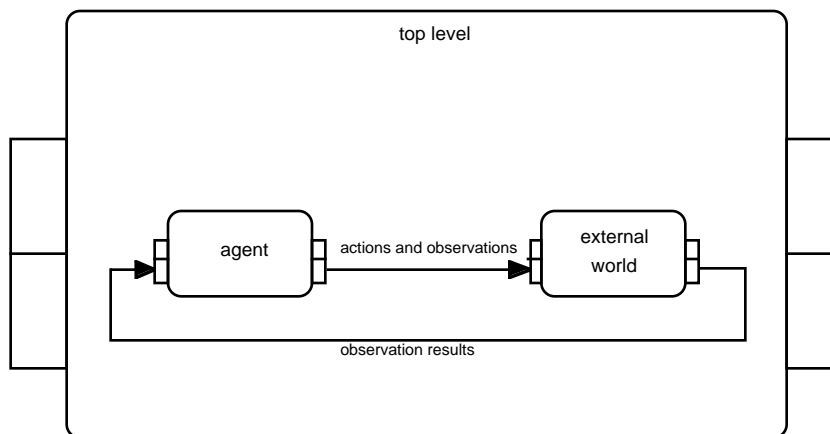 top level
agent
actions and observations
external
world
observation results